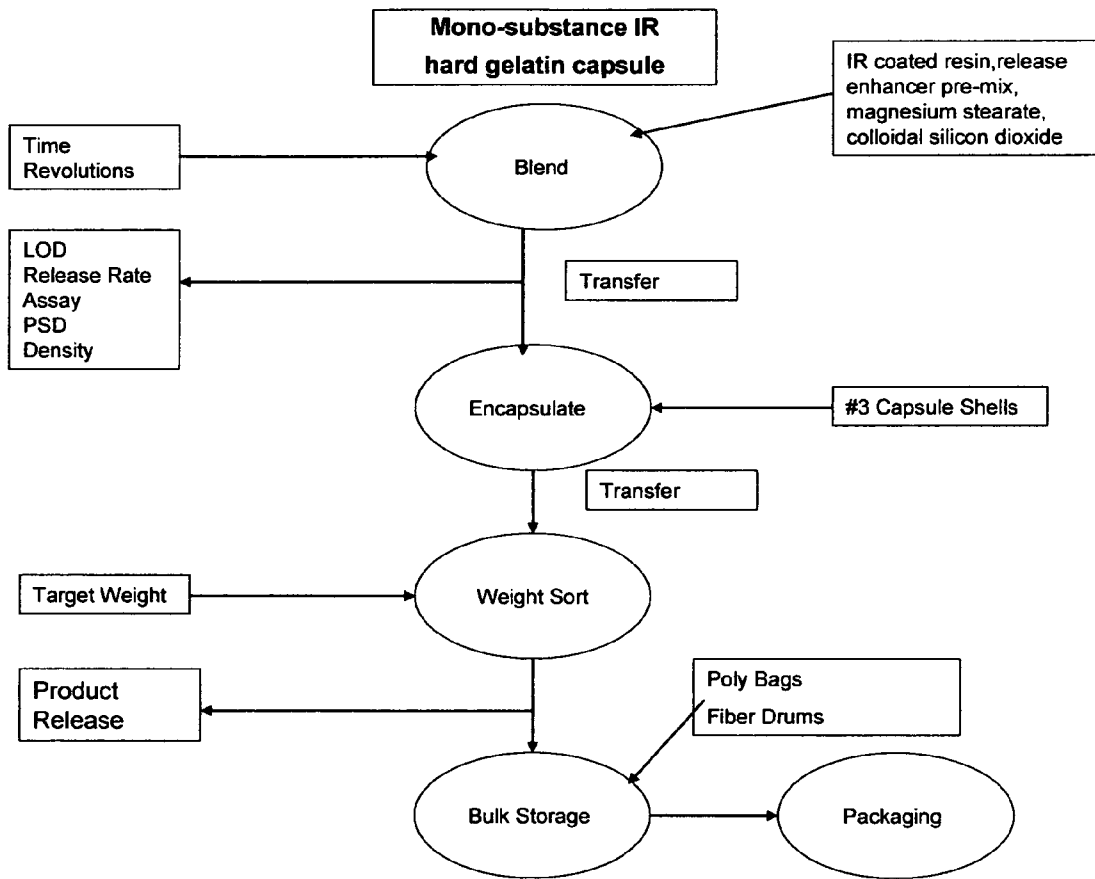 Mono-substance IR
hard gelatin capsule
IR coated resin,release
enhancer pre-mix,
magnesium stearate,
colloidal silicon dioxide
Time
Revolutions
Blend
LOD
Release Rate
Assay
PSD
Density
Transfer
Encapsulate
#3 Capsule Shells
Transfer
Target Weight
Weight Sort
Product
Release
Poly Bags
Fiber Drums
Bulk Storage
Packaging